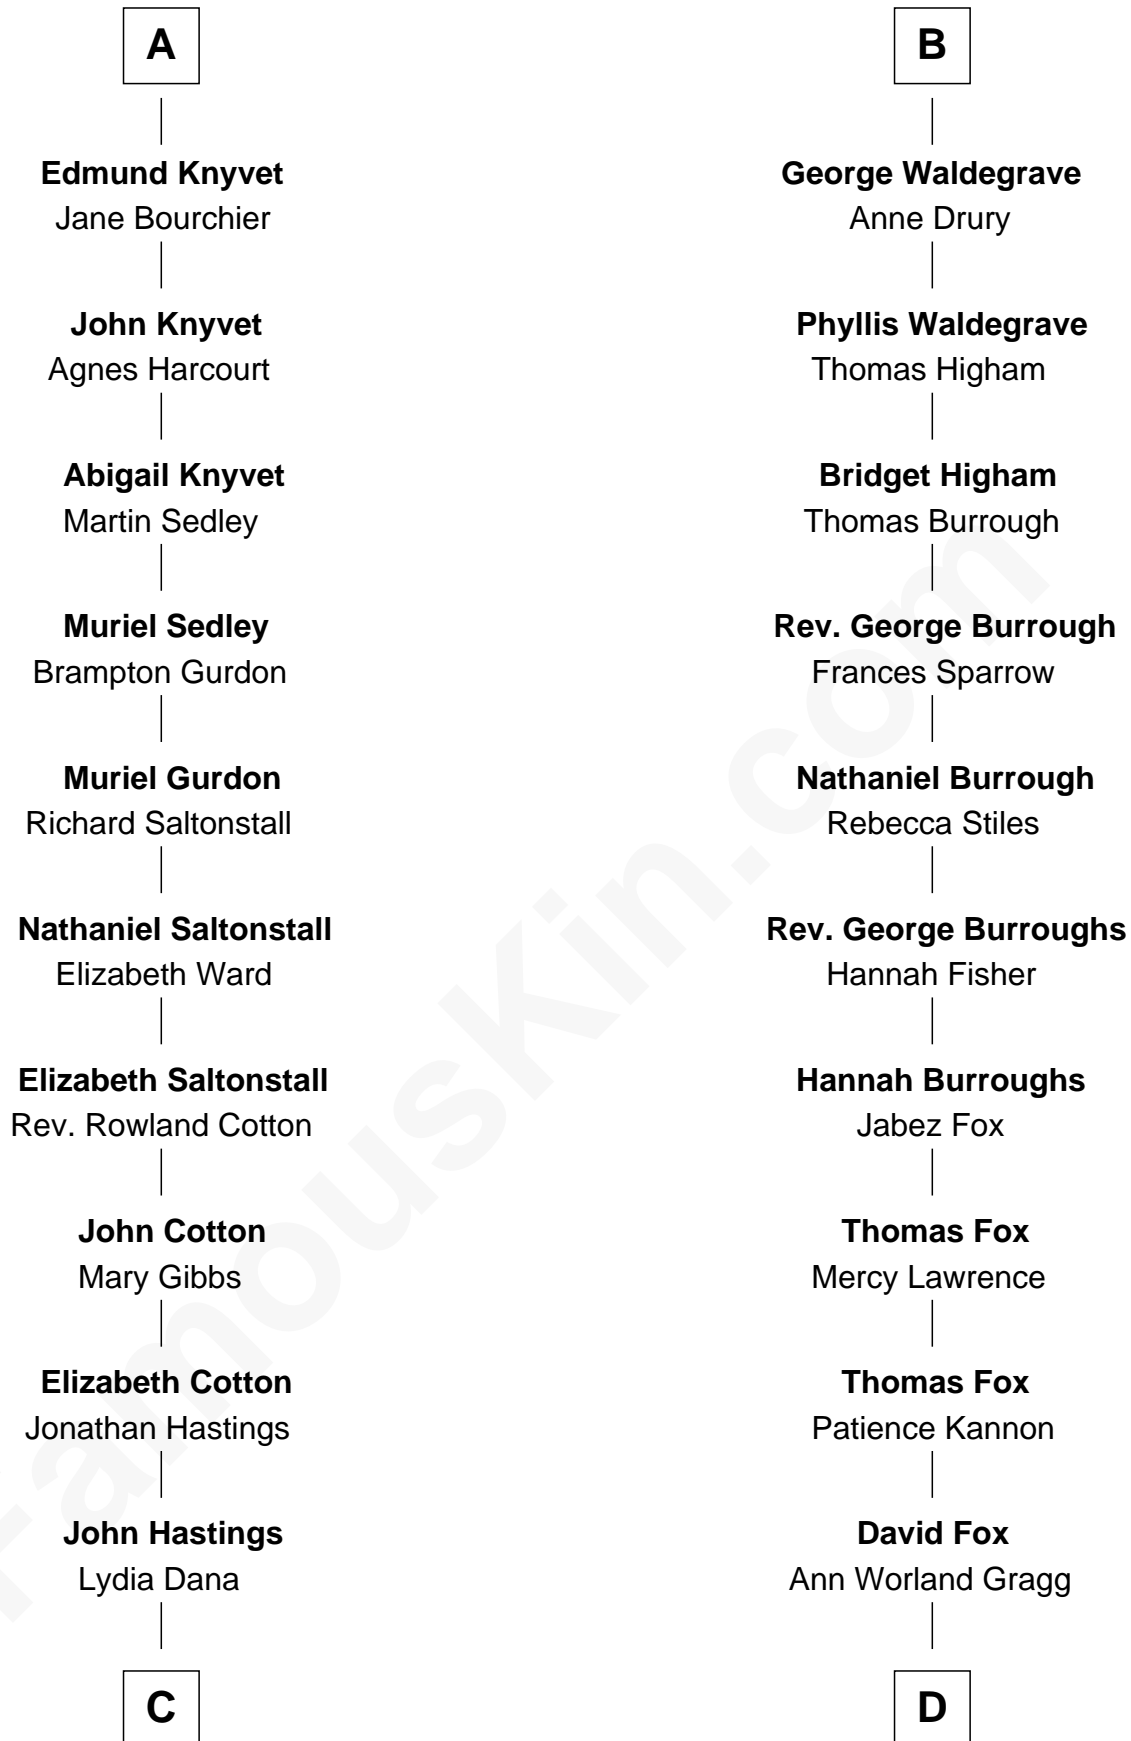 A
Edmund Knyvet
Jane Bourchier
John Knyvet
Agnes Harcourt
Abigail Knyvet
Martin Sedley
Muriel Sedley
Brampton Gurdon
Muriel Gurdon
Richard Saltonstall
Nathaniel Saltonstall
Elizabeth Ward
Elizabeth Saltonstall
Rev. Rowland Cotton
John Cotton
Mary Gibbs
Elizabeth Cotton
Jonathan Hastings
John Hastings
Lydia Dana
C
B
George Waldegrave
Anne Drury
Phyllis Waldegrave
Thomas Higham
Bridget Higham
Thomas Burrough
Rev. George Burrough
Frances Sparrow
Nathaniel Burrough
Rebecca Stiles
Rev. George Burroughs
Hannah Fisher
Hannah Burroughs
Jabez Fox
Thomas Fox
Mercy Lawrence
Thomas Fox
Patience Kannon
David Fox
Ann Worland Gragg
D
FamousKin.com